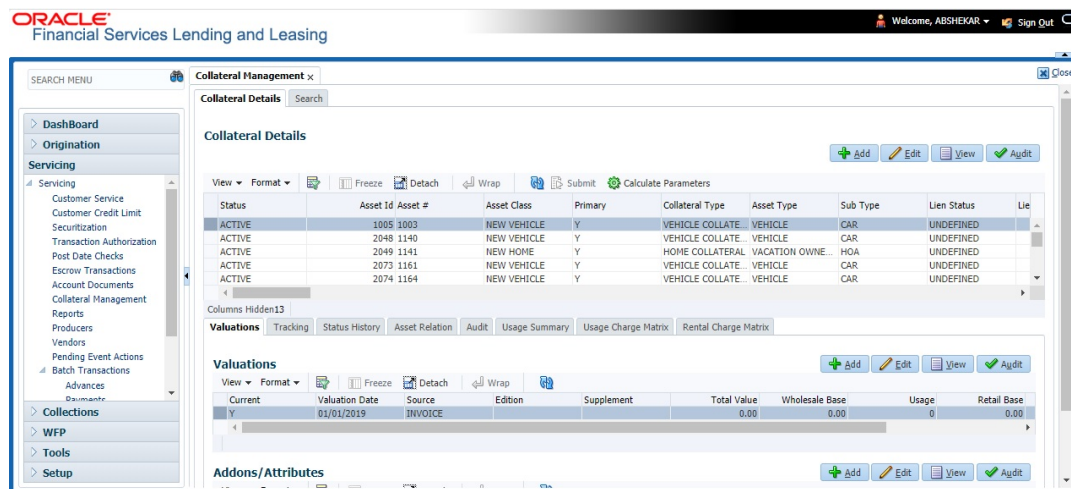 ORACLE
Financial Services Lending and Leasing
Welcome, ABSHEKAR Sign Out
SEARCH MENU
DashBoard
Origination
Servicing
Servicing
Customer Service
Customer Credit Limit
Securitization
Transaction Authorization
Post Date Checks
Escrow Transactions
Account Documents
Collateral Management
Reports
Producers
Vendors
Pending Event Actions
Batch Transactions
Advances
Payments
Collections
WFP
Tools
Setup
Collateral Management x
Close
Collateral Details Search
Collateral Details
Add Edit View Audit
View Format Freeze Detach Wrap Submit Calculate Parameters
Status Asset Id Asset # Asset Class Primary Collateral Type Asset Type Sub Type Lien Status Lie
ACTIVE 1005 1003 NEW VEHICLE Y VEHICLE COLLATE... VEHICLE CAR UNDEFINED
ACTIVE 2048 1140 NEW VEHICLE Y VEHICLE COLLATE... VEHICLE CAR UNDEFINED
ACTIVE 2049 1141 NEW HOME Y HOME COLLATERAL VACATION OWNE... HOA UNDEFINED
ACTIVE 2073 1161 NEW VEHICLE Y VEHICLE COLLATE... VEHICLE CAR UNDEFINED
ACTIVE 2074 1164 NEW VEHICLE Y VEHICLE COLLATE... VEHICLE CAR UNDEFINED
Columns Hidden13
Valuations Tracking Status History Asset Relation Audit Usage Summary Usage Charge Matrix Rental Charge Matrix
Valuations
Add Edit View Audit
View Format Freeze Detach Wrap
Current Valuation Date Source Edition Supplement Total Value Wholesale Base Usage Retail Base
Y 01/01/2019 INVOICE 0.00 0.00 0 0.00
Addons/Attributes
Add Edit View Audit